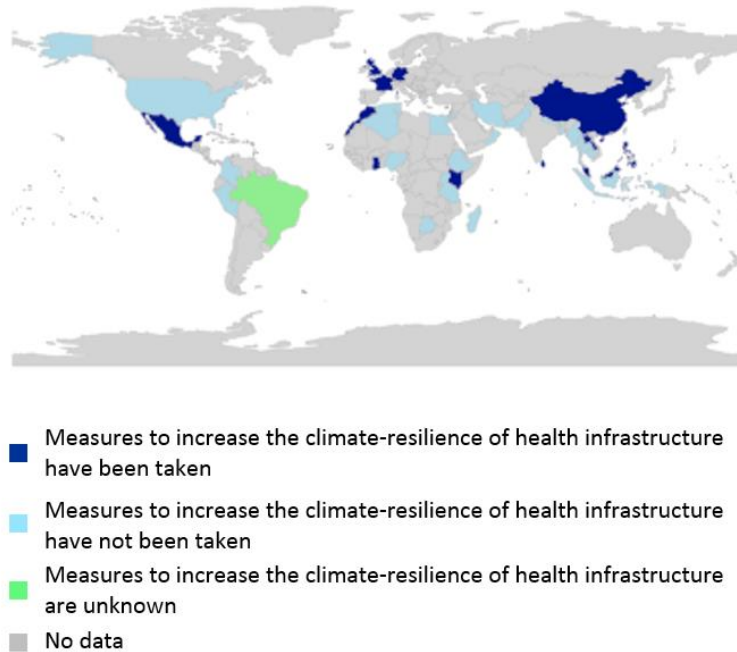 Measures to increase the climate-resilience of health infrastructure
have been taken
Measures to increase the climate-resilience of health infrastructure
have not been taken
Measures to increase the climate-resilience of health infrastructure
are unknown
No data